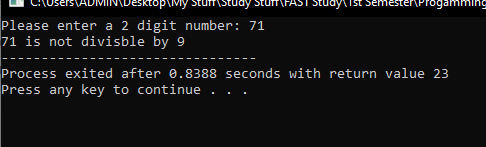 C:\Users\ADMIN\Desktop\My Stuff\Study Stuff\FAST Study\1st Semester\Progamming
Please enter a 2 digit number: 71
71 is not divisble by 9
--------------------------------
Process exited after 0.8388 seconds with return value 23
Press any key to continue . . .